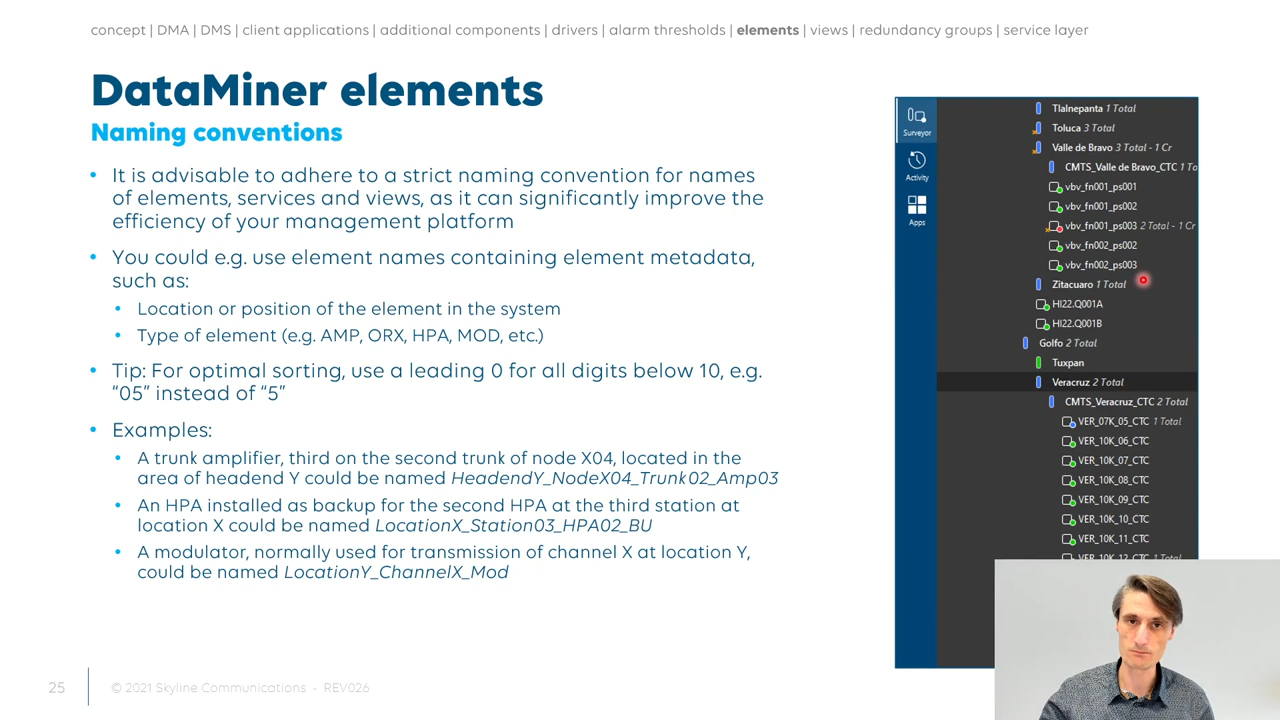 concept | DMA | DMS | client applications | additional components | drivers | alarm thresholds | elements | views | redundancy groups | service layer
DataMiner elements
Naming conventions
• It is advisable to adhere to a strict naming convention for names
of elements, services and views, as it can significantly improve the
efficiency of your management platform
• You could e.g. use element names containing element metadata,
such as:
• Location or position of the element in the system
• Type of element (e.g. AMP, ORX, HPA, MOD, etc.)
• Tip: For optimal sorting, use a leading 0 for all digits below 10, e.g.
“05” instead of “5”
• Examples:
• A trunk amplifier, third on the second trunk of node X04, located in the
area of headend Y could be named HeadendY_NodeX04_Trunk02_Amp03
• An HPA installed as backup for the second HPA at the third station at
location X could be named LocationX_Station03_HPA02_BU
• A modulator, normally used for transmission of channel X at location Y,
could be named LocationY_ChannelX_Mod
Surveyor
Activity
Apps
Tlalnepanta 1 Total
Toluca 3 Total
Valle de Bravo 3 Total - 1 Cr
CMTS_Valle de Bravo_CTC 1 To
vbv_fn001_ps001
vbv_fn001_ps002
vbv_fn001_ps003 2 Total - 1 Cr
vbv_fn002_ps002
vbv_fn002_ps003
Zitacuaro 1 Total
HI22.Q001A
HI22.Q001B
Golfo 2 Total
Tuxpan
Veracruz 2 Total
CMTS_Veracruz_CTC 2 Total
VER_07K_05_CTC 1 Total
VER_10K_06_CTC
VER_10K_07_CTC
VER_10K_08_CTC
VER_10K_09_CTC
VER_10K_10_CTC
VER_10K_11_CTC
VER_10K_12_CTC 1 Total
25
© 2021 Skyline Communications - REV026